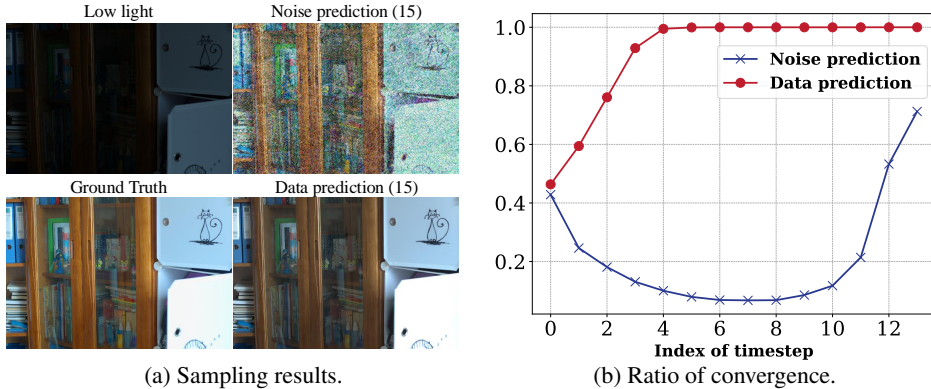 Low light
Noise prediction (15)
Ground Truth
Data prediction (15)
(a) Sampling results.
1.0
0.8
0.6
0.4
0.2
Noise prediction
Data prediction
0 2 4 6 8 10 12
Index of timestep
(b) Ratio of convergence.